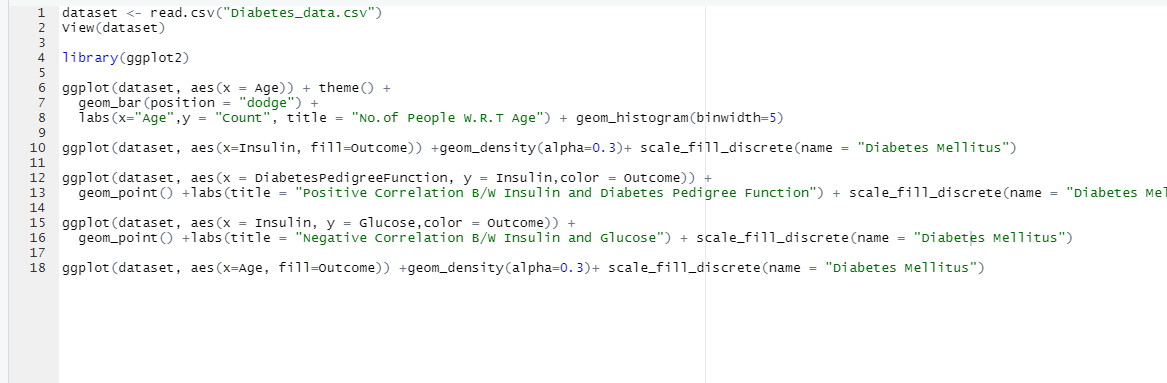 1 dataset <- read.csv("Diabetes_data.csv")
2 View(dataset)
3
4 library(ggplot2)
5
6 ggplot(dataset, aes(x = Age)) + theme() +
7   geom_bar(position = "dodge") +
8   labs(x="Age",y = "Count", title = "No.of People W.R.T Age") + geom_histogram(binwidth=5)
9
10 ggplot(dataset, aes(x=Insulin, fill=Outcome)) +geom_density(alpha=0.3)+ scale_fill_discrete(name = "Diabetes Mellitus")
11
12 ggplot(dataset, aes(x = DiabetesPedigreeFunction, y = Insulin,color = Outcome)) +
13   geom_point() +labs(title = "Positive Correlation B/W Insulin and Diabetes Pedigree Function") + scale_fill_discrete(name = "Diabetes Mel
14
15 ggplot(dataset, aes(x = Insulin, y = Glucose,color = Outcome)) +
16   geom_point() +labs(title = "Negative Correlation B/W Insulin and Glucose") + scale_fill_discrete(name = "Diabetes Mellitus")
17
18 ggplot(dataset, aes(x=Age, fill=Outcome)) +geom_density(alpha=0.3)+ scale_fill_discrete(name = "Diabetes Mellitus")